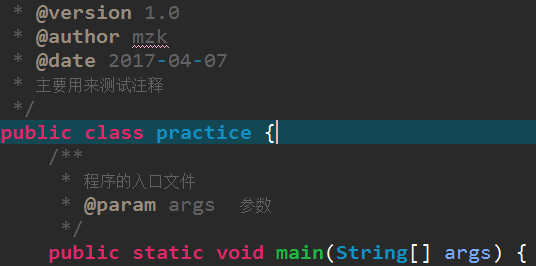 * @version 1.0
* @author mzk
* @date 2017-04-07
* 主要用来测试注释
*/
public class practice {
/**
* 程序的入口文件
* @param args 参数
*/
public static void main(String[] args) {